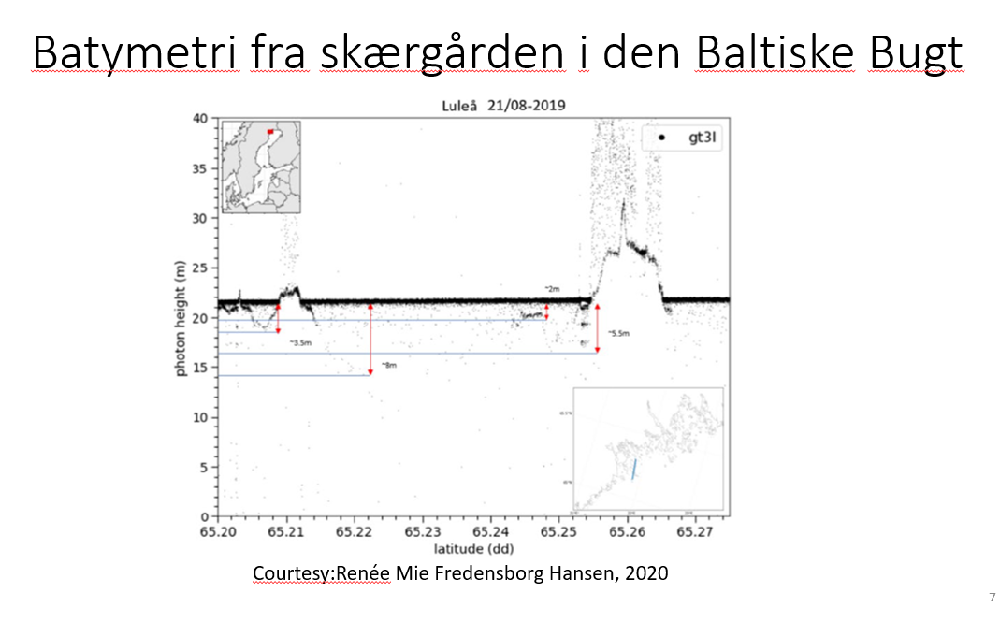 Batymetri fra skærgården i den Baltiske Bugt
Luleå 21/08-2019
gt3l
photon height (m)
40
35
30
25
20
15
10
5
0
~2m
~3.5m
~5.5m
~8m
65.20 65.21 65.22 65.23 65.24 65.25 65.26 65.27
latitude (dd)
Courtesy:Renée Mie Fredensborg Hansen, 2020
7